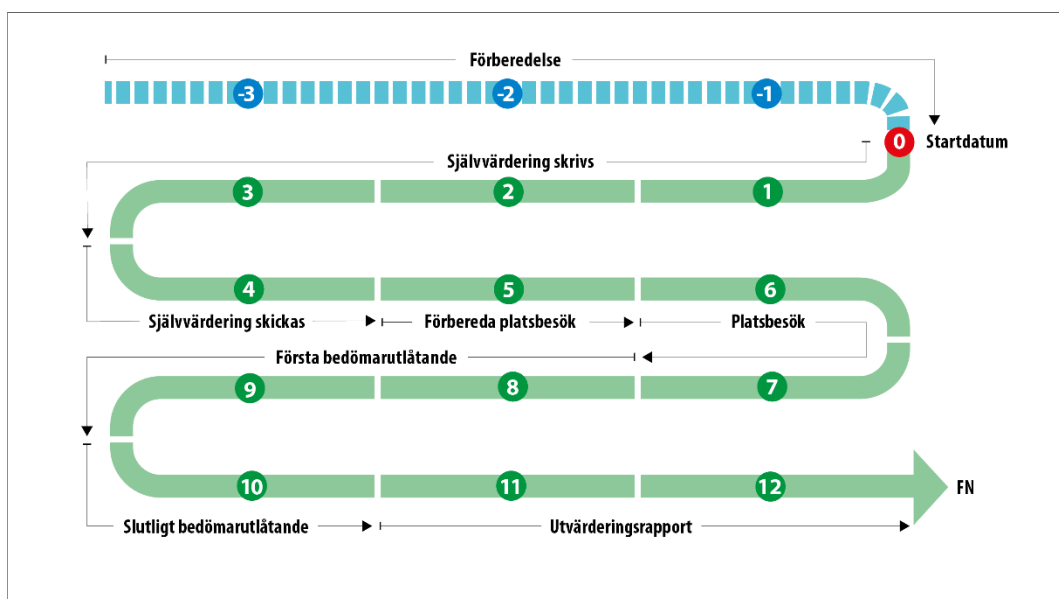 Förberedelse
-3 -2 -1
0 Startdatum
Självvärdering skrivs
3 2 1
4 5 6
Självvärdering skickas Förbereda platsbesök Platsbesök
Första bedömarutlåtande
9 8 7
10 11 12 FN
Slutligt bedömarutlåtande Utvärderingsrapport